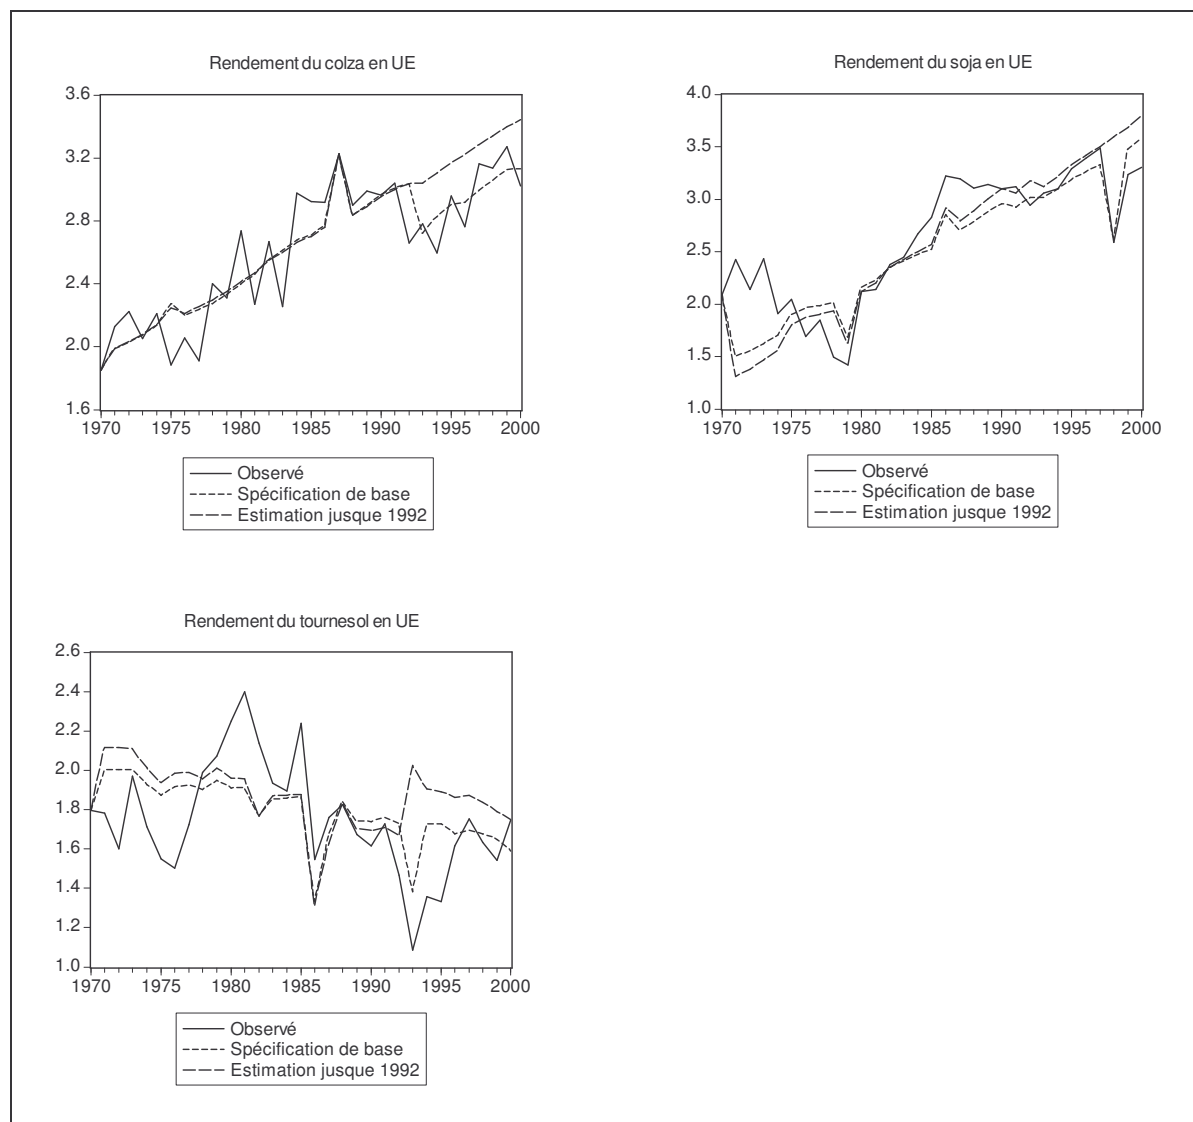 Rendement du colza en UE
3.6
3.2
2.8
2.4
2.0
1.6
1970 1975 1980 1985 1990 1995 2000
Observé
Spécification de base
Estimation jusque 1992
Rendement du soja en UE
4.0
3.5
3.0
2.5
2.0
1.5
1.0
1970 1975 1980 1985 1990 1995 2000
Observé
Spécification de base
Estimation jusque 1992
Rendement du tournesol en UE
2.6
2.4
2.2
2.0
1.8
1.6
1.4
1.2
1.0
1970 1975 1980 1985 1990 1995 2000
Observé
Spécification de base
Estimation jusque 1992